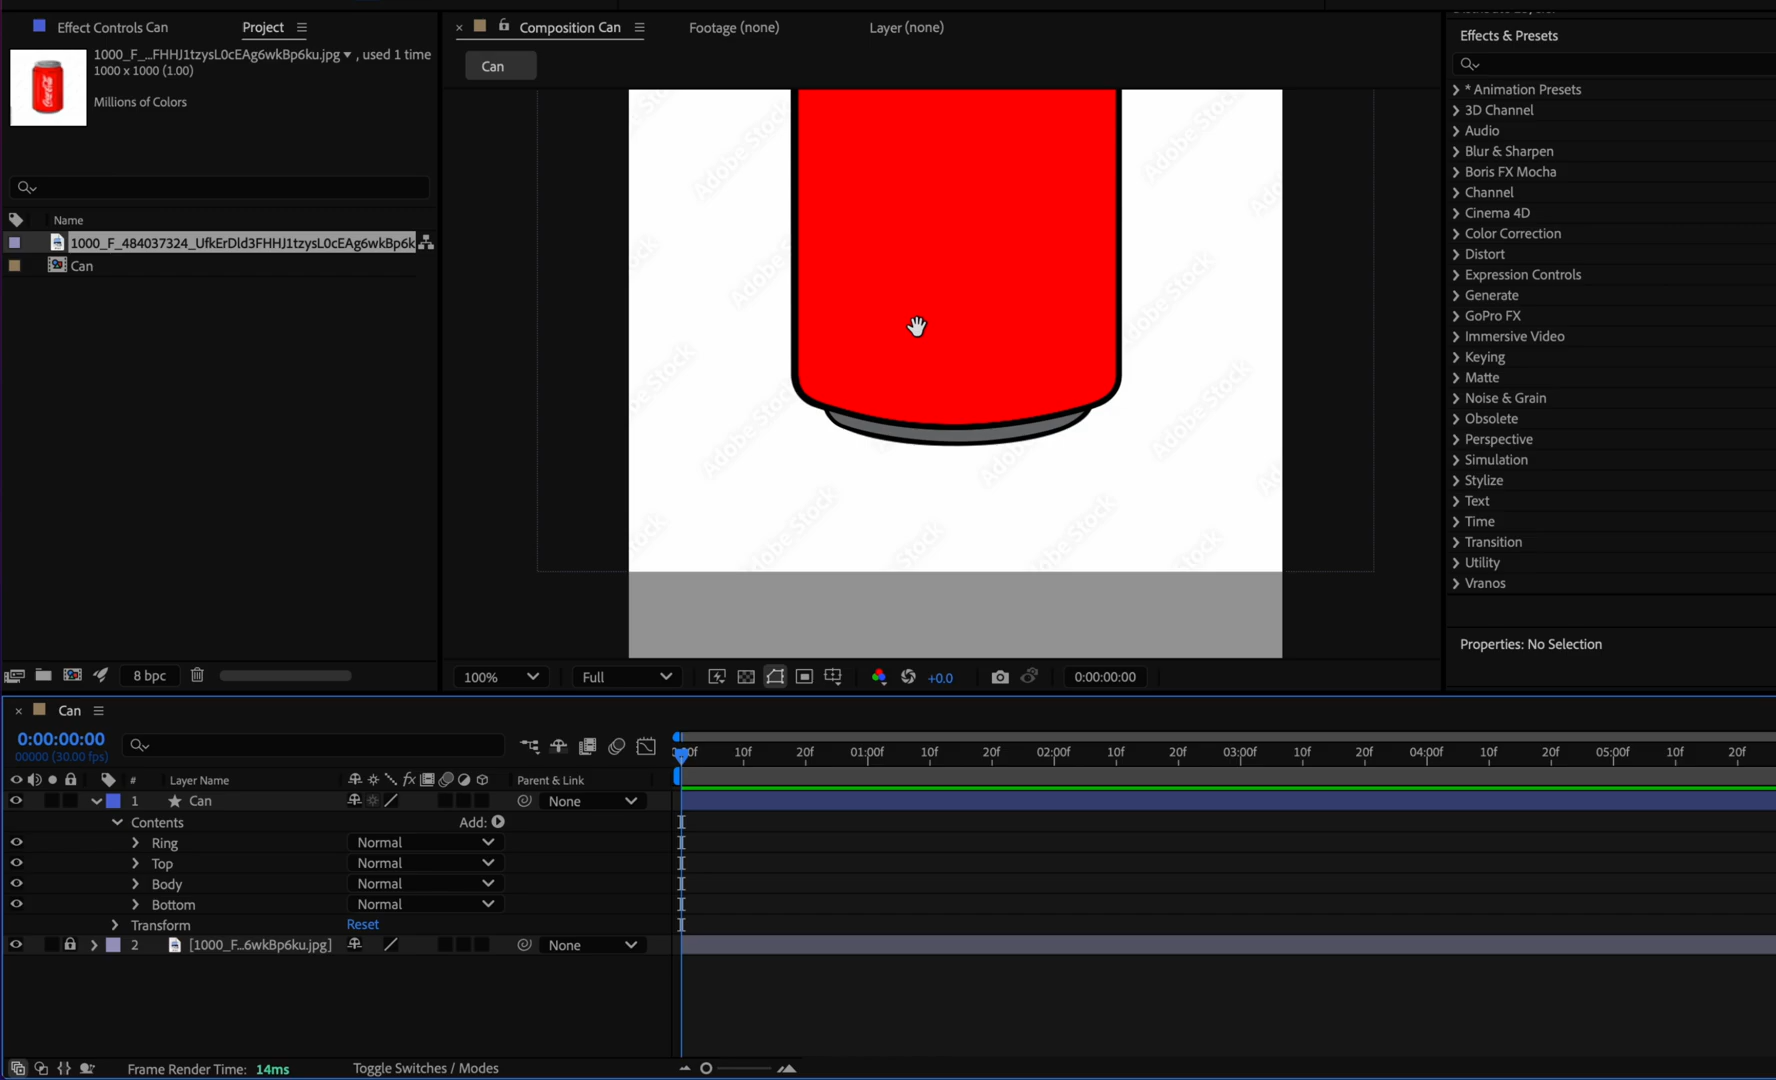 Effect Controls Can
Project
1000_F_...FHHJ1tzysL0cEAg6wkBp6ku.jpg ▾ , used 1 time
1000 x 1000 (1.00)
Millions of Colors
Name
1000_F_484037324_UfkErDld3FHHJ1tzysL0cEAg6wkBp6k
Can
8 bpc
Composition Can
Footage (none)
Layer (none)
Can
Adobe Stock
100%
Full
+0.0
0:00:00:00
Effects & Presets
* Animation Presets
3D Channel
Audio
Blur & Sharpen
Boris FX Mocha
Channel
Cinema 4D
Color Correction
Distort
Expression Controls
Generate
GoPro FX
Immersive Video
Keying
Matte
Noise & Grain
Obsolete
Perspective
Simulation
Stylize
Text
Time
Transition
Utility
Vranos
Properties: No Selection
Can
0:00:00:00
00000 (30.00 fps)
:00f 10f 20f 01:00f 10f 20f 02:00f 10f 20f 03:00f 10f 20f 04:00f 10f 20f 05:00f 10f 20f
# Layer Name Parent & Link
1 Can None
Contents Add:
Ring Normal
Top Normal
Body Normal
Bottom Normal
Transform Reset
2 [1000_F...6wkBp6ku.jpg] None
Frame Render Time: 14ms
Toggle Switches / Modes